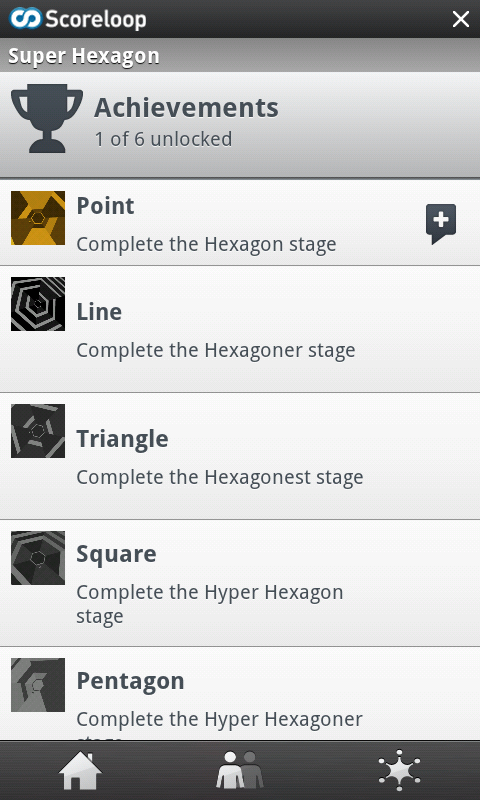 Scoreloop
Super Hexagon
Achievements
1 of 6 unlocked
Point
Complete the Hexagon stage
Line
Complete the Hexagoner stage
Triangle
Complete the Hexagonest stage
Square
Complete the Hyper Hexagon
stage
Pentagon
Complete the Hyper Hexagoner
stage